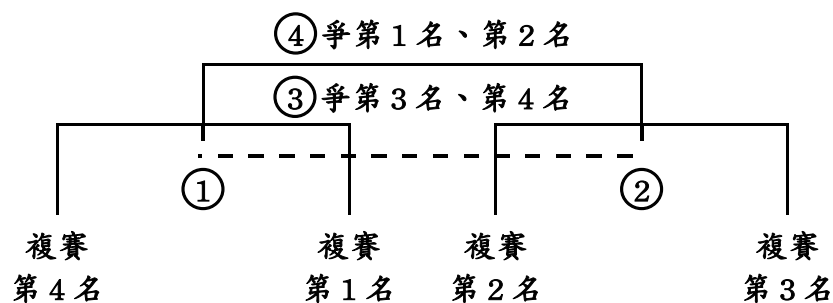 ④爭第1名、第2名
③爭第3名、第4名
① ②
複賽 複賽 複賽 複賽
第4名 第1名 第2名 第3名